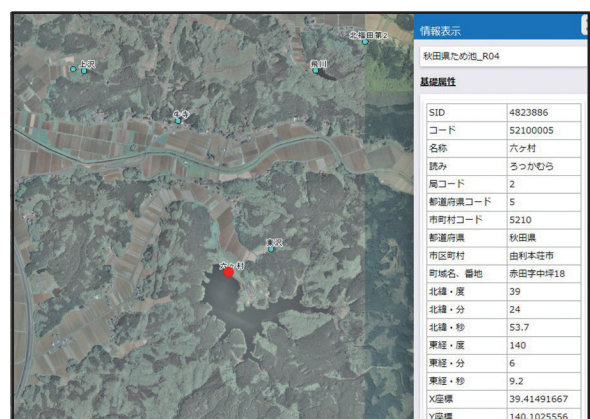 北福田第2
上沢
飛川
東沢
六ヶ村
情報表示
秋田県ため池_R04
基礎属性
SID 4823886
コード 52100005
名称 六ヶ村
読み ろっかむら
局コード 2
都道府県コード 5
市町村コード 5210
都道府県 秋田県
市区町村 由利本荘市
町域名、番地 赤田字中坪18
北緯・度 39
北緯・分 24
北緯・秒 53.7
東経・度 140
東経・分 6
東経・秒 9.2
X座標 39.41491667
Y座標 140.1025556